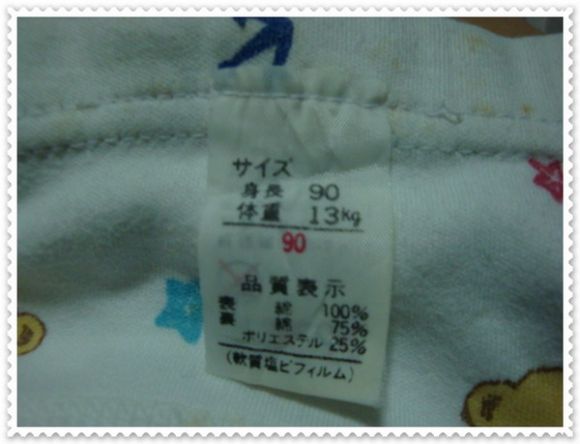 サイズ
身長 90
体重 13kg
90
品質表示
表 綿 100%
裏 綿 75%
ポリエステル 25%
(軟質塩ビフィルム)